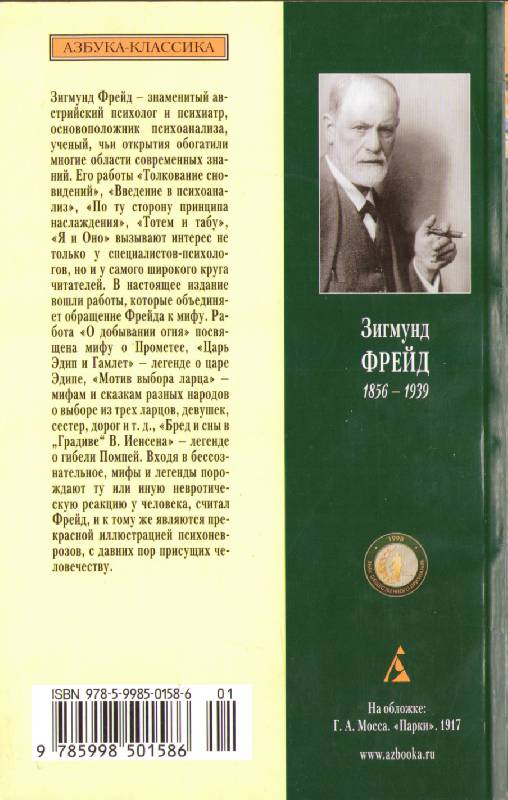 АЗБУКА-КЛАССИКА
Зигмунд Фрейд – знаменитый ав-
стрийский психолог и психиатр,
основоположник психоанализа,
ученый, чьи открытия обогатили
многие области современных зна-
ний. Его работы «Толкование сно-
видений», «Введение в психоана-
лиз», «По ту сторону принципа
наслаждения», «Тотем и табу»,
«Я и Оно» вызывают интерес не
только у специалистов-психоло-
гов, но и у самого широкого круга
читателей. В настоящее издание
вошли работы, которые объединя-
ет обращение Фрейда к мифу. Ра-
бота «О добывании огня» посвя-
щена мифу о Прометее, «Царь
Эдип и Гамлет» – легенде о царе
Эдипе, «Мотив выбора ларца» –
мифам и сказкам разных народов
о выборе из трех ларцов, девушек,
сестер, дорог и т. д., «Бред и сны в
„Градиве“ В. Иенсена» – легенде
о гибели Помпей. Входя в бессоз-
нательное, мифы и легенды порож-
дают ту или иную невротиче-
скую реакцию у человека, считал
Фрейд, и к тому же являются пре-
красной иллюстрацией психонев-
розов, с давних пор присущих че-
ловечеству.
ISBN 978-5-9985-0158-6
01
9 785998 501586
Зигмунд
ФРЕЙД
1856 – 1939
1998
ЗНАК ОБЩЕСТВЕННОГО ПРИЗНАНИЯ
На обложке:
Г. А. Мосса. «Парки». 1917
www.azbooka.ru